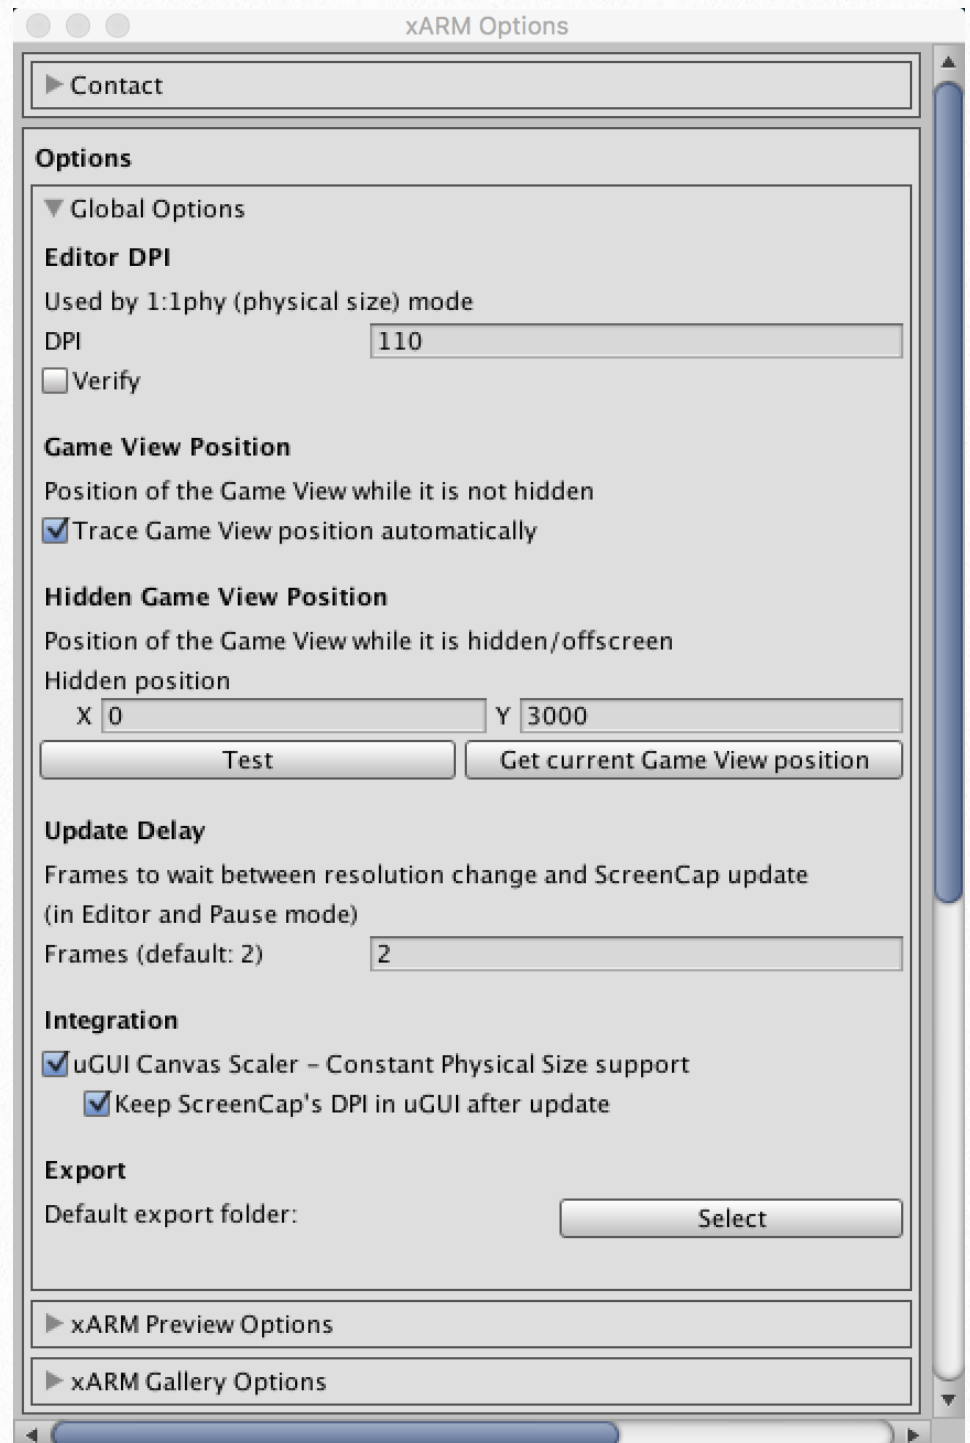 xARM Options
Contact
Options
Global Options
Editor DPI
Used by 1:1phy (physical size) mode
DPI 110
Verify
Game View Position
Position of the Game View while it is not hidden
Trace Game View position automatically
Hidden Game View Position
Position of the Game View while it is hidden/offscreen
Hidden position
X 0 Y 3000
Test Get current Game View position
Update Delay
Frames to wait between resolution change and ScreenCap update
(in Editor and Pause mode)
Frames (default: 2) 2
Integration
uGUI Canvas Scaler – Constant Physical Size support
Keep ScreenCap's DPI in uGUI after update
Export
Default export folder: Select
xARM Preview Options
xARM Gallery Options